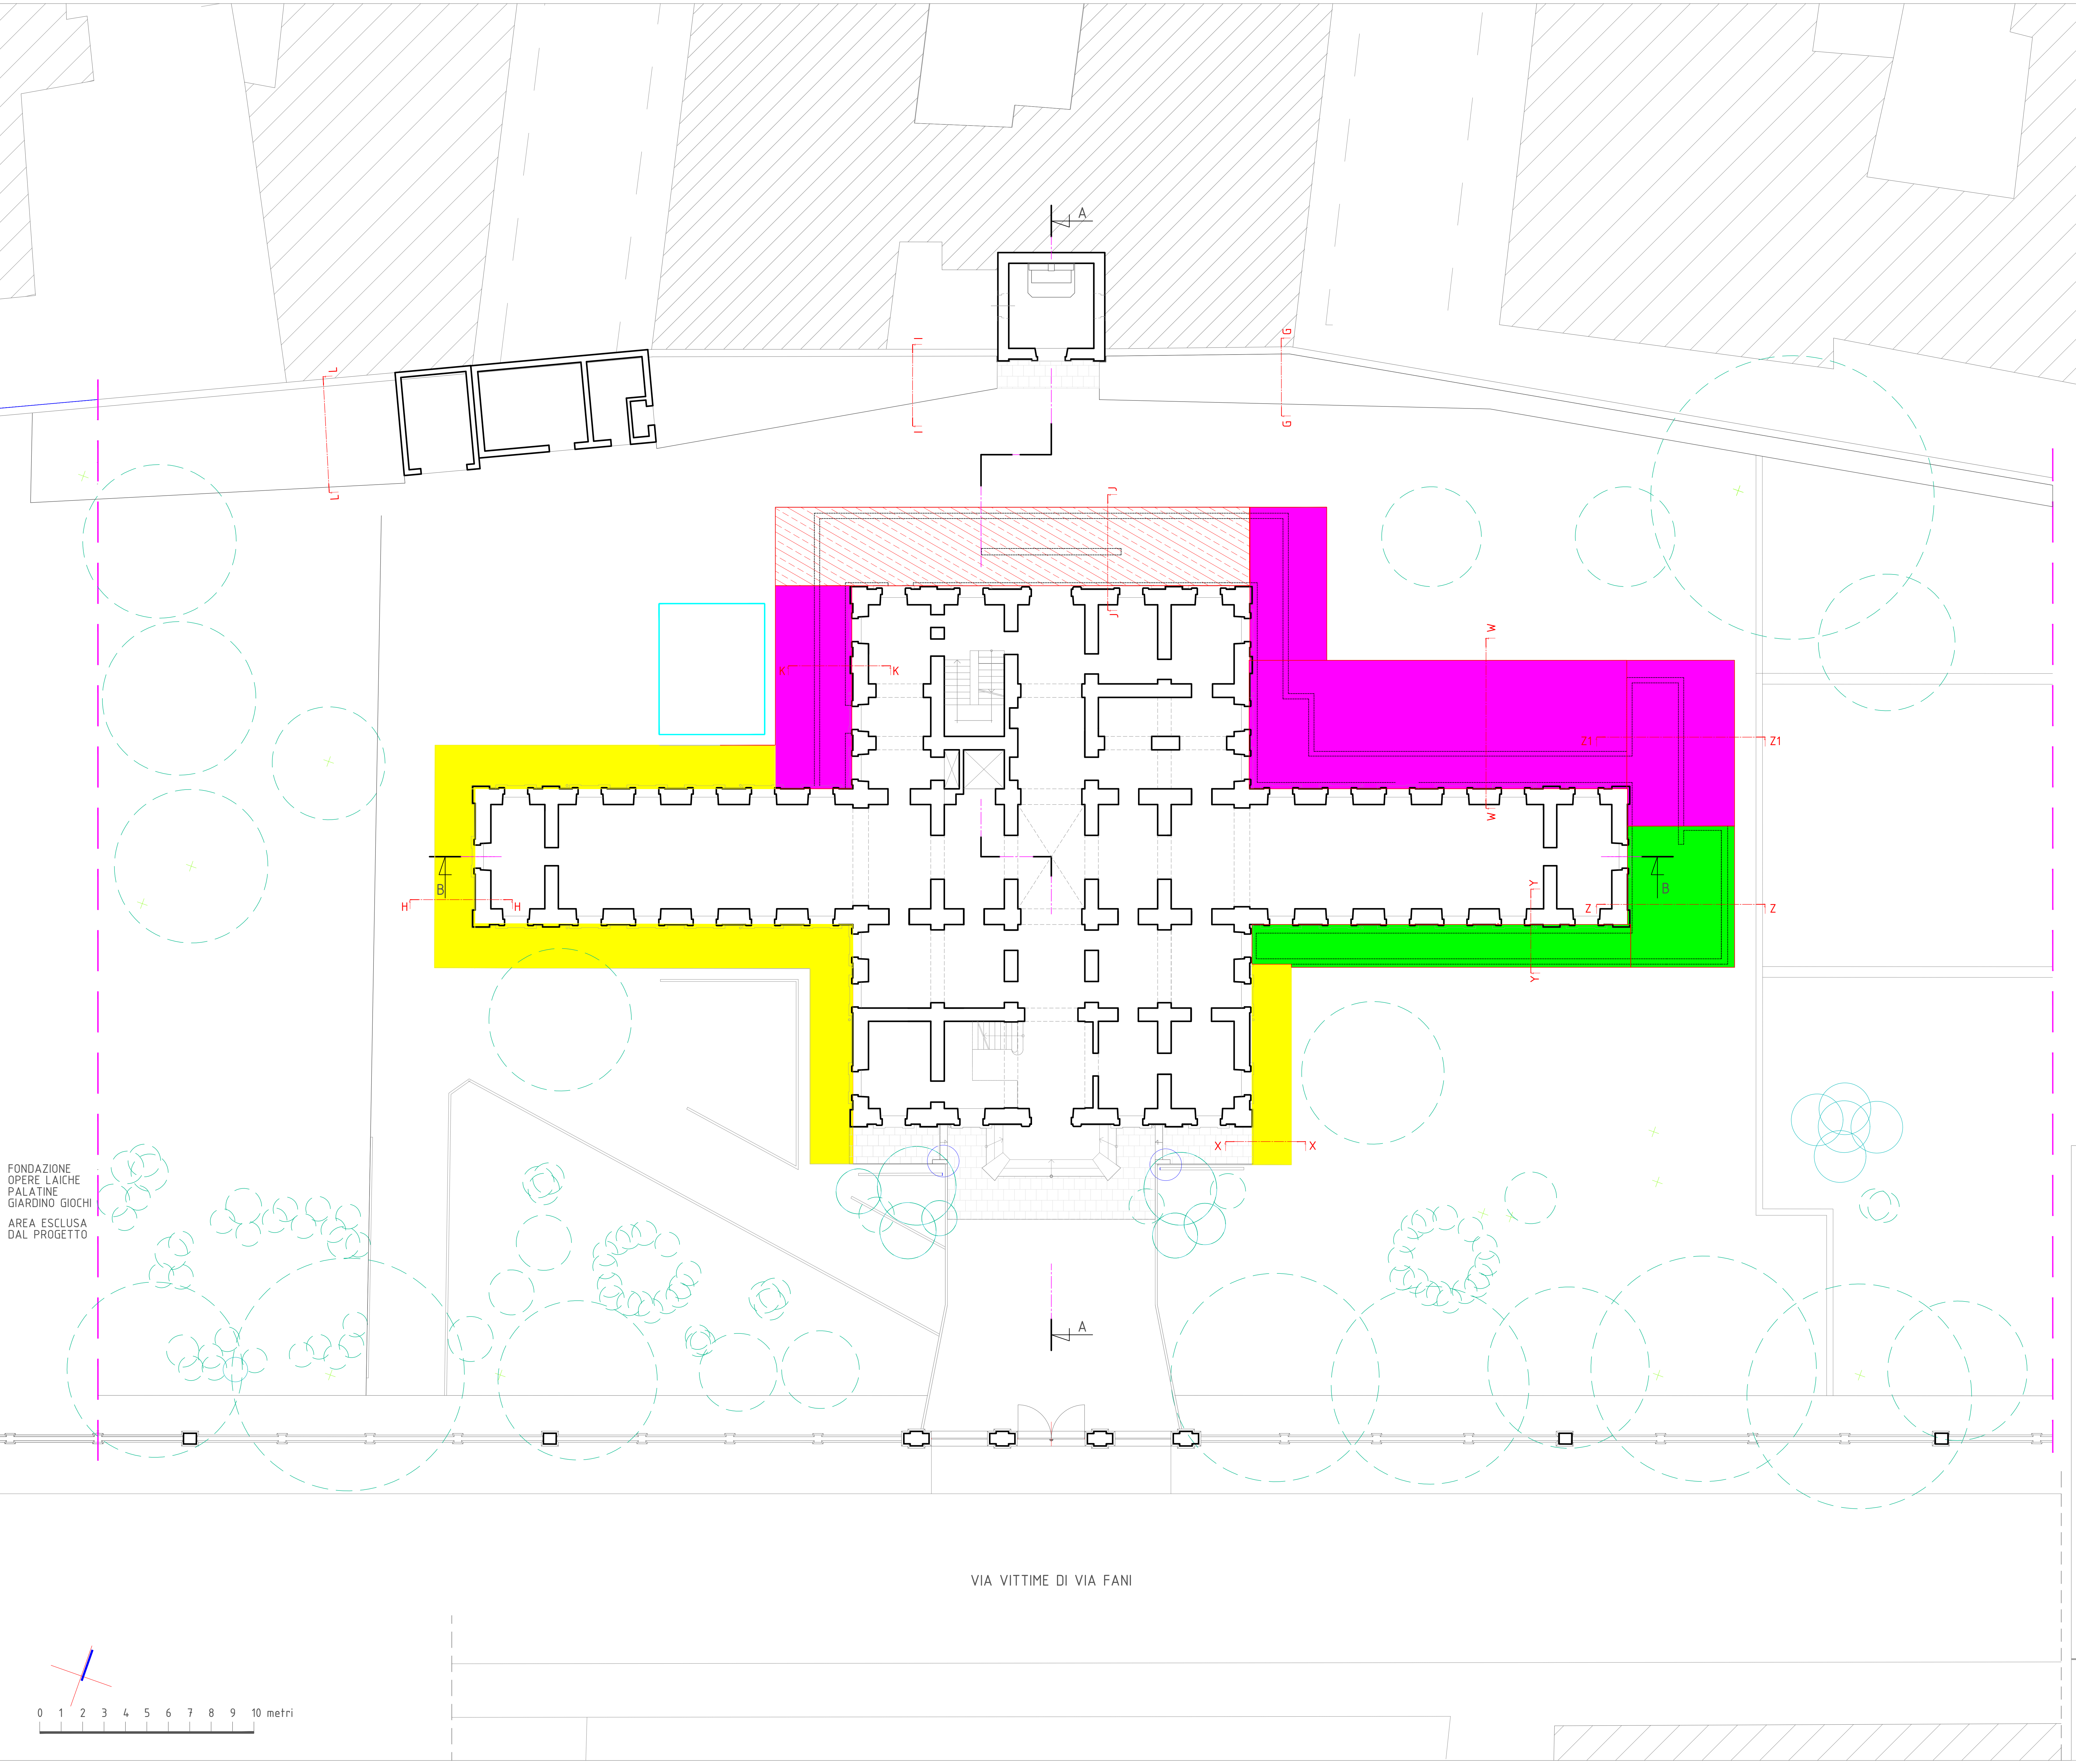 A
I
G
L
I
G
L
J
J
W
K
K
Z1
Z1
W
B
B
H
H
Y
Z
Z
Y
X
X
FONDAZIONE
OPERE LAICHE
PALATINE
GIARDINO GIOCHI
AREA ESCLUSA
DAL PROGETTO
A
VIA VITTIME DI VIA FANI
0 1 2 3 4 5 6 7 8 9 10 metri